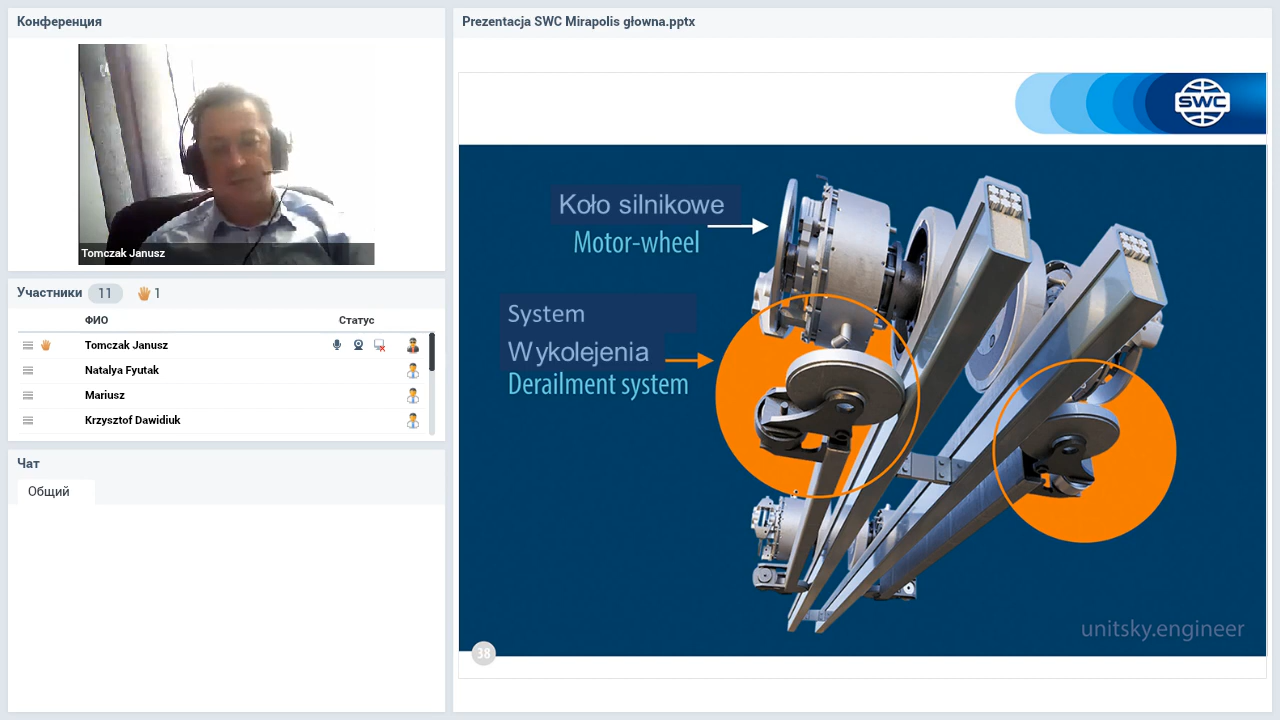 Конференция
Tomczak Janusz
Участники 11 1
ФИО Статус
Tomczak Janusz
Natalya Fyutak
Mariusz
Krzysztof Dawidiuk
Чат
Общий
Prezentacja SWC Mirapolis głowna.pptx
SWC
Koło silnikowe
Motor-wheel
System
Wykolejenia
Derailment system
unitsky.engineer
38